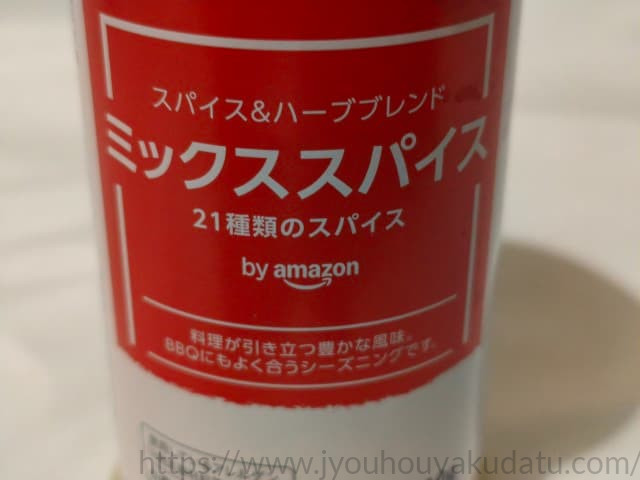 スパイス&ハーブブレンド
ミックススパイス
21種類のスパイス
by amazon
料理が引き立つ豊かな風味。
BBQにもよく合うシーズニングです。
https://www.jyouhouyakudatu.com/